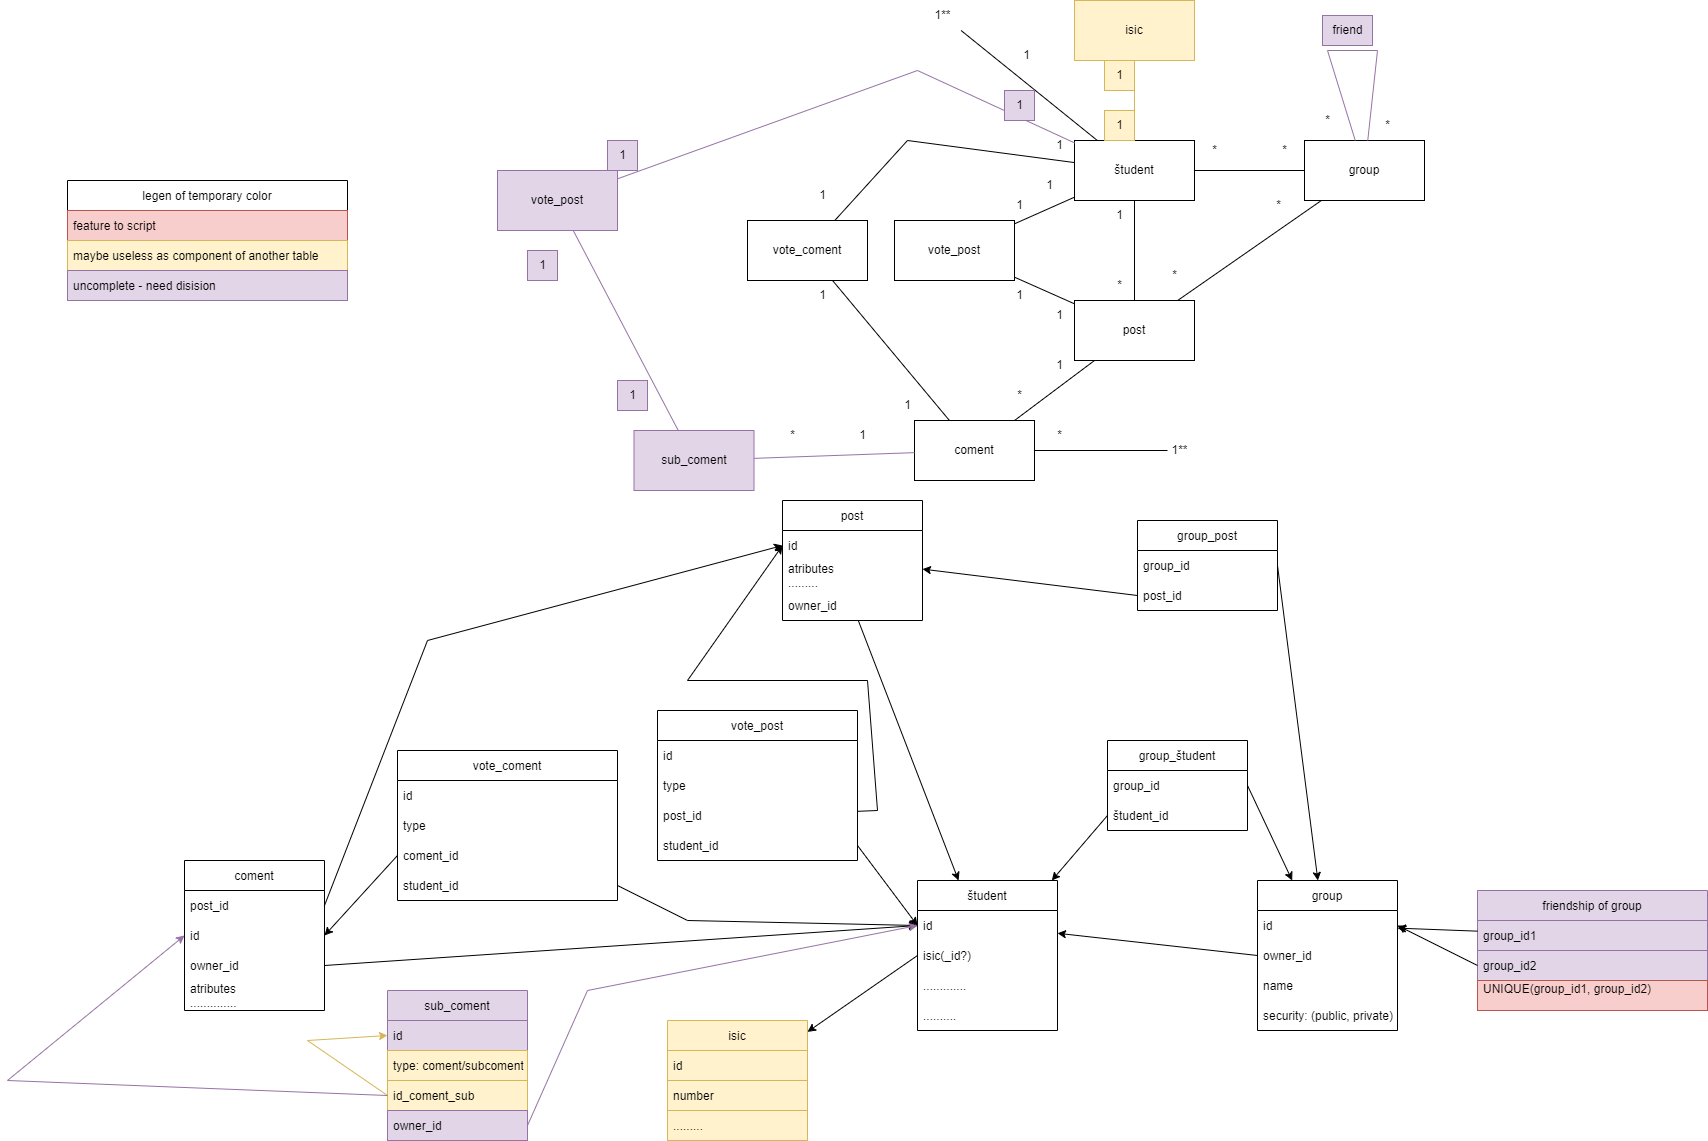 1**
isic
friend
1
1
1
*
*
1
1
legen of temporary color
feature to script
maybe useless as component of another table
uncomplete - need disision
vote_post
1
1
študent
*
*
group
1
1
1
1
*
vote_coment
vote_post
1
1
1
*
*
1
post
1
1
*
1
1
*
1
*
1**
sub_coment
coment
post
id
atributes
.........
owner_id
group_post
group_id
post_id
vote_post
id
type
post_id
student_id
vote_coment
id
type
coment_id
student_id
group_študent
group_id
študent_id
coment
post_id
id
owner_id
atributes
..............
študent
id
isic(_id?)
.............
..........
group
id
owner_id
name
security: (public, private)
friendship of group
group_id1
group_id2
UNIQUE(group_id1, group_id2)
sub_coment
id
type: coment/subcoment
id_coment_sub
owner_id
isic
id
number
.........